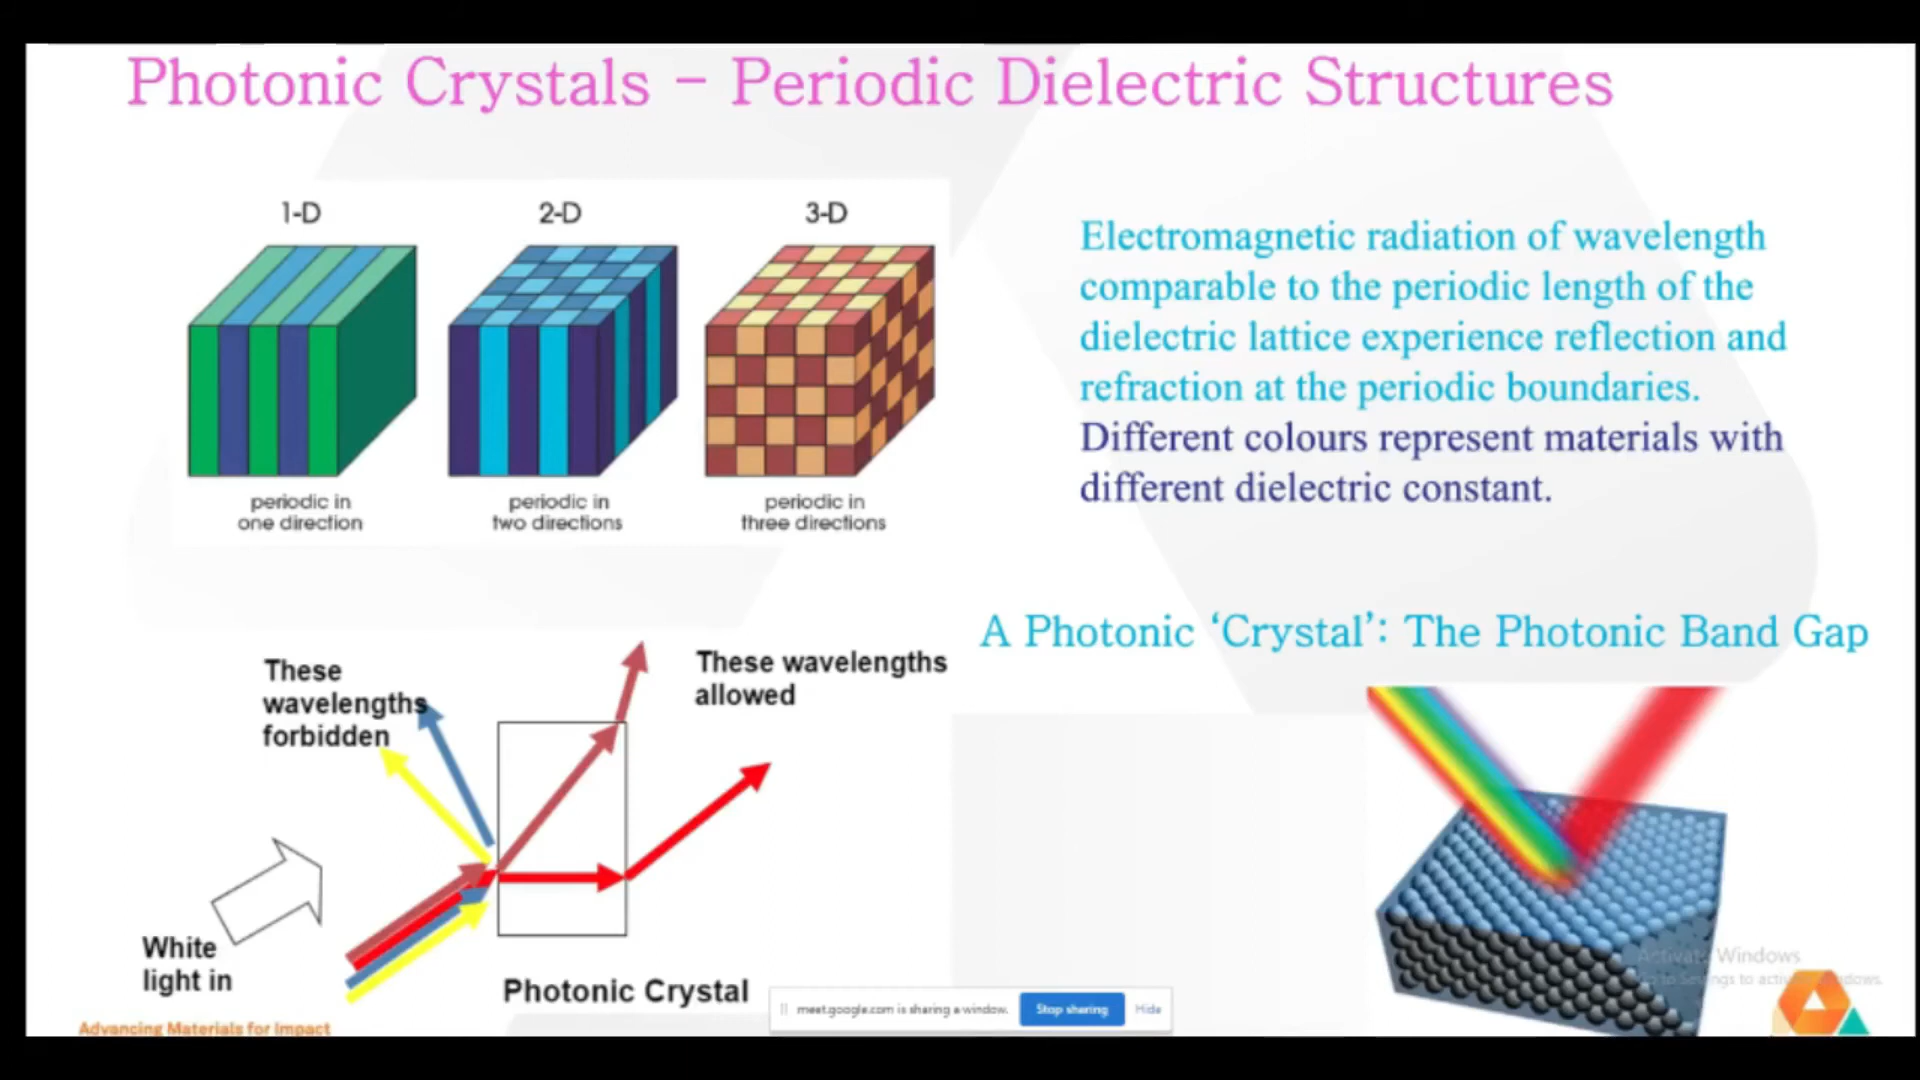 Photonic Crystals – Periodic Dielectric Structures
1-D
2-D
3-D
periodic in
one direction
periodic in
two directions
periodic in
three directions
Electromagnetic radiation of wavelength
comparable to the periodic length of the
dielectric lattice experience reflection and
refraction at the periodic boundaries.
Different colours represent materials with
different dielectric constant.
A Photonic ‘Crystal’: The Photonic Band Gap
These
wavelengths
forbidden
These wavelengths
allowed
White
light in
Photonic Crystal
Activate Windows
to activ
meet.google.com is sharing a window.
Stop sharing
Hide
Advancing Materials for Impact